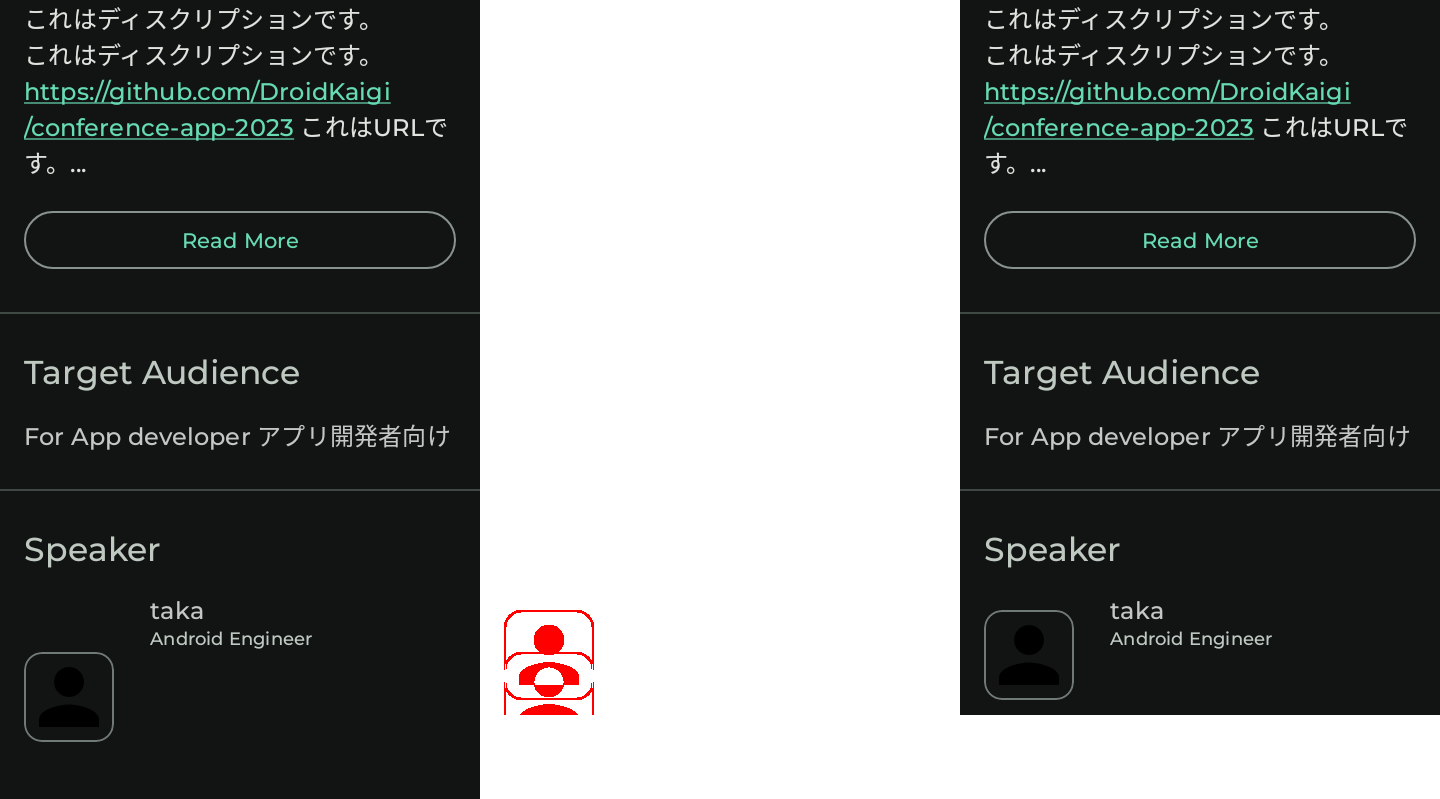 これはディスクリプションです。
これはディスクリプションです。
https://github.com/DroidKaigi
/conference-app-2023 これはURLで
す。...
Read More
Target Audience
For App developer アプリ開発者向け
Speaker
taka
Android Engineer
これはディスクリプションです。
これはディスクリプションです。
https://github.com/DroidKaigi
/conference-app-2023 これはURLで
す。...
Read More
Target Audience
For App developer アプリ開発者向け
Speaker
taka
Android Engineer